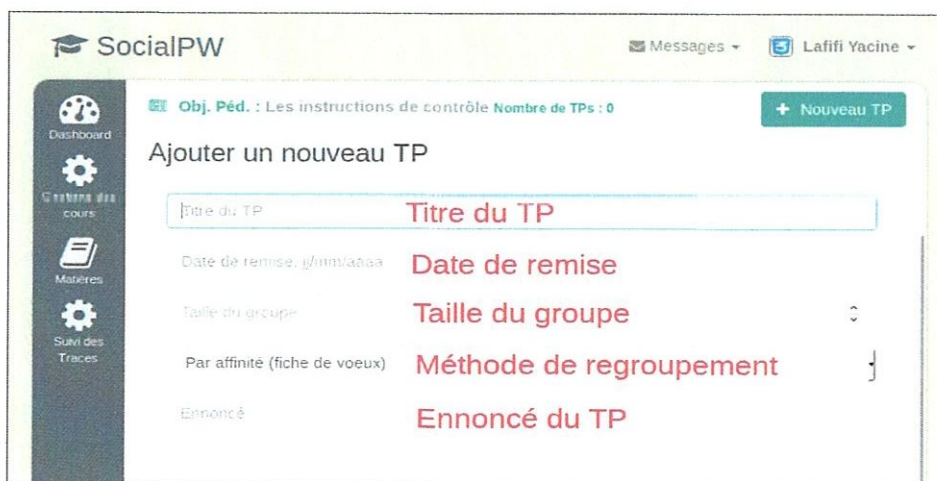 SocialPW
Messages
Lafifi Yacine
Dashboard
Gestions des
cours
Matières
Suivi des
Traces
Obj. Péd. : Les instructions de contrôle Nombre de TPs : 0
+ Nouveau TP
Ajouter un nouveau TP
Titre du TP Titre du TP
Date de remise, jj/mm/aaaa Date de remise
Taille du groupe Taille du groupe
Par affinité (fiche de voeux) Méthode de regroupement
Ennoncé Ennoncé du TP